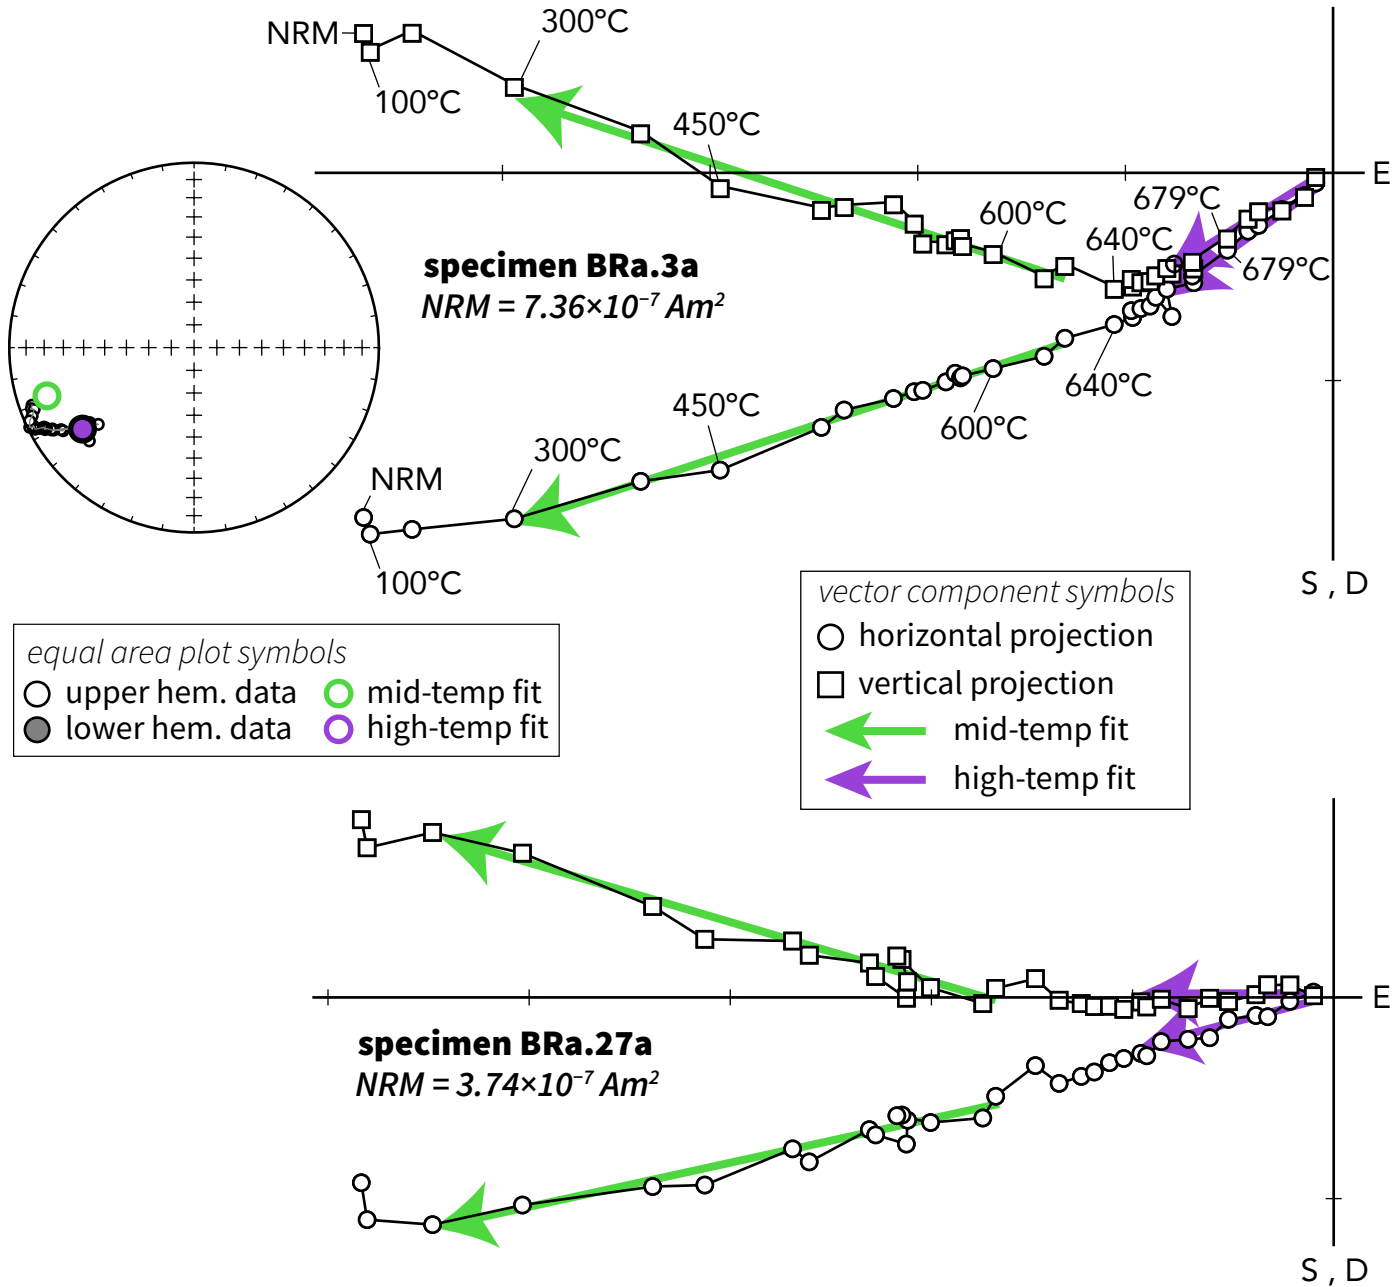 NRM
300°C
100°C
450°C
E
679°C
600°C
640°C
679°C
specimen BRa.3a
NRM = 7.36×10⁻⁷ Am²
640°C
450°C
600°C
300°C
NRM
100°C
S , D
equal area plot symbols
upper hem. data
mid-temp fit
lower hem. data
high-temp fit
vector component symbols
horizontal projection
vertical projection
mid-temp fit
high-temp fit
E
specimen BRa.27a
NRM = 3.74×10⁻⁷ Am²
S , D